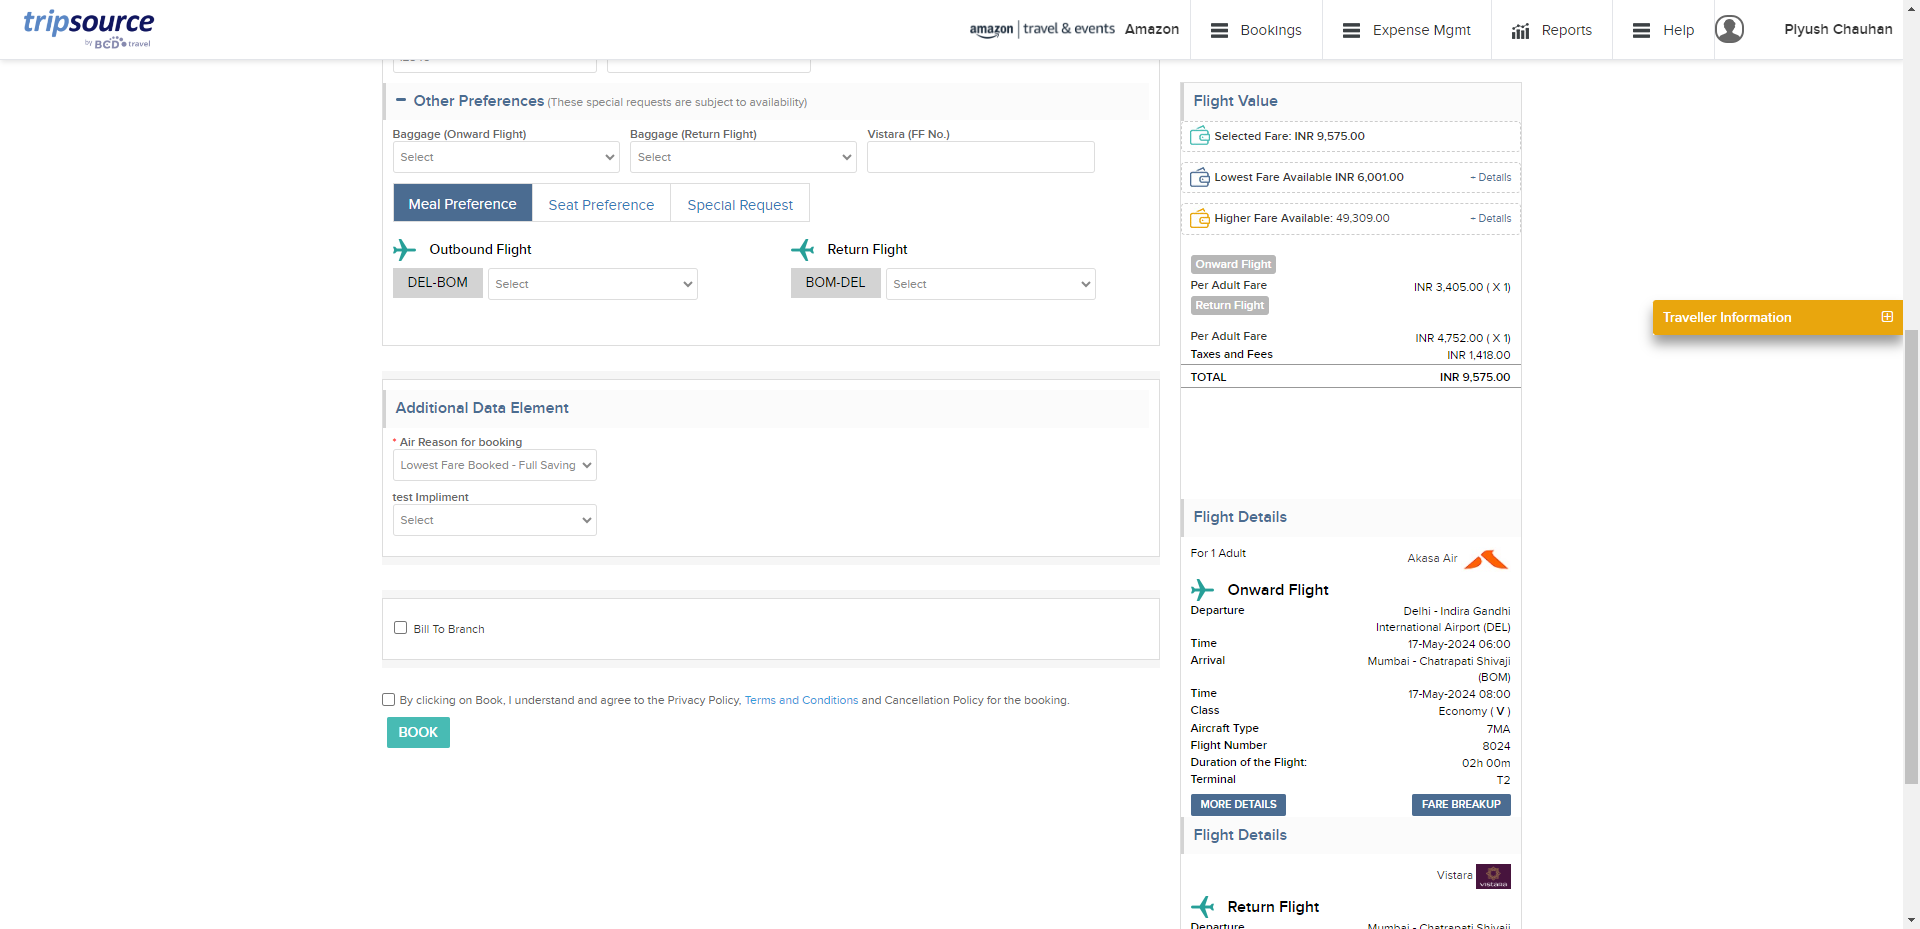 tripsource
by BCD travel
amazon | travel & events Amazon
Bookings
Expense Mgmt
Reports
Help
Piyush Chauhan
Other Preferences (These special requests are subject to availability)
Baggage (Onward Flight) Baggage (Return Flight) Vistara (FF No.)
Select Select
Meal Preference Seat Preference Special Request
Outbound Flight Return Flight
DEL-BOM Select BOM-DEL Select
Additional Data Element
* Air Reason for booking
Lowest Fare Booked - Full Saving
test Impliment
Select
Bill To Branch
By clicking on Book, I understand and agree to the Privacy Policy, Terms and Conditions and Cancellation Policy for the booking.
BOOK
Flight Value
Selected Fare: INR 9,575.00
Lowest Fare Available INR 6,001.00 + Details
Higher Fare Available: 49,309.00 + Details
Onward Flight
Per Adult Fare INR 3,405.00 ( X 1)
Return Flight
Per Adult Fare INR 4,752.00 ( X 1)
Taxes and Fees INR 1,418.00
TOTAL INR 9,575.00
Traveller Information
Flight Details
For 1 Adult Akasa Air
Onward Flight
Departure Delhi - Indira Gandhi
International Airport (DEL)
Time 17-May-2024 06:00
Arrival Mumbai - Chatrapati Shivaji
(BOM)
Time 17-May-2024 08:00
Class Economy ( V )
Aircraft Type 7MA
Flight Number 8024
Duration of the Flight: 02h 00m
Terminal T2
MORE DETAILS FARE BREAKUP
Flight Details
Vistara VISTARA
Return Flight
Departure Mumbai - Chatrapati Shivaji